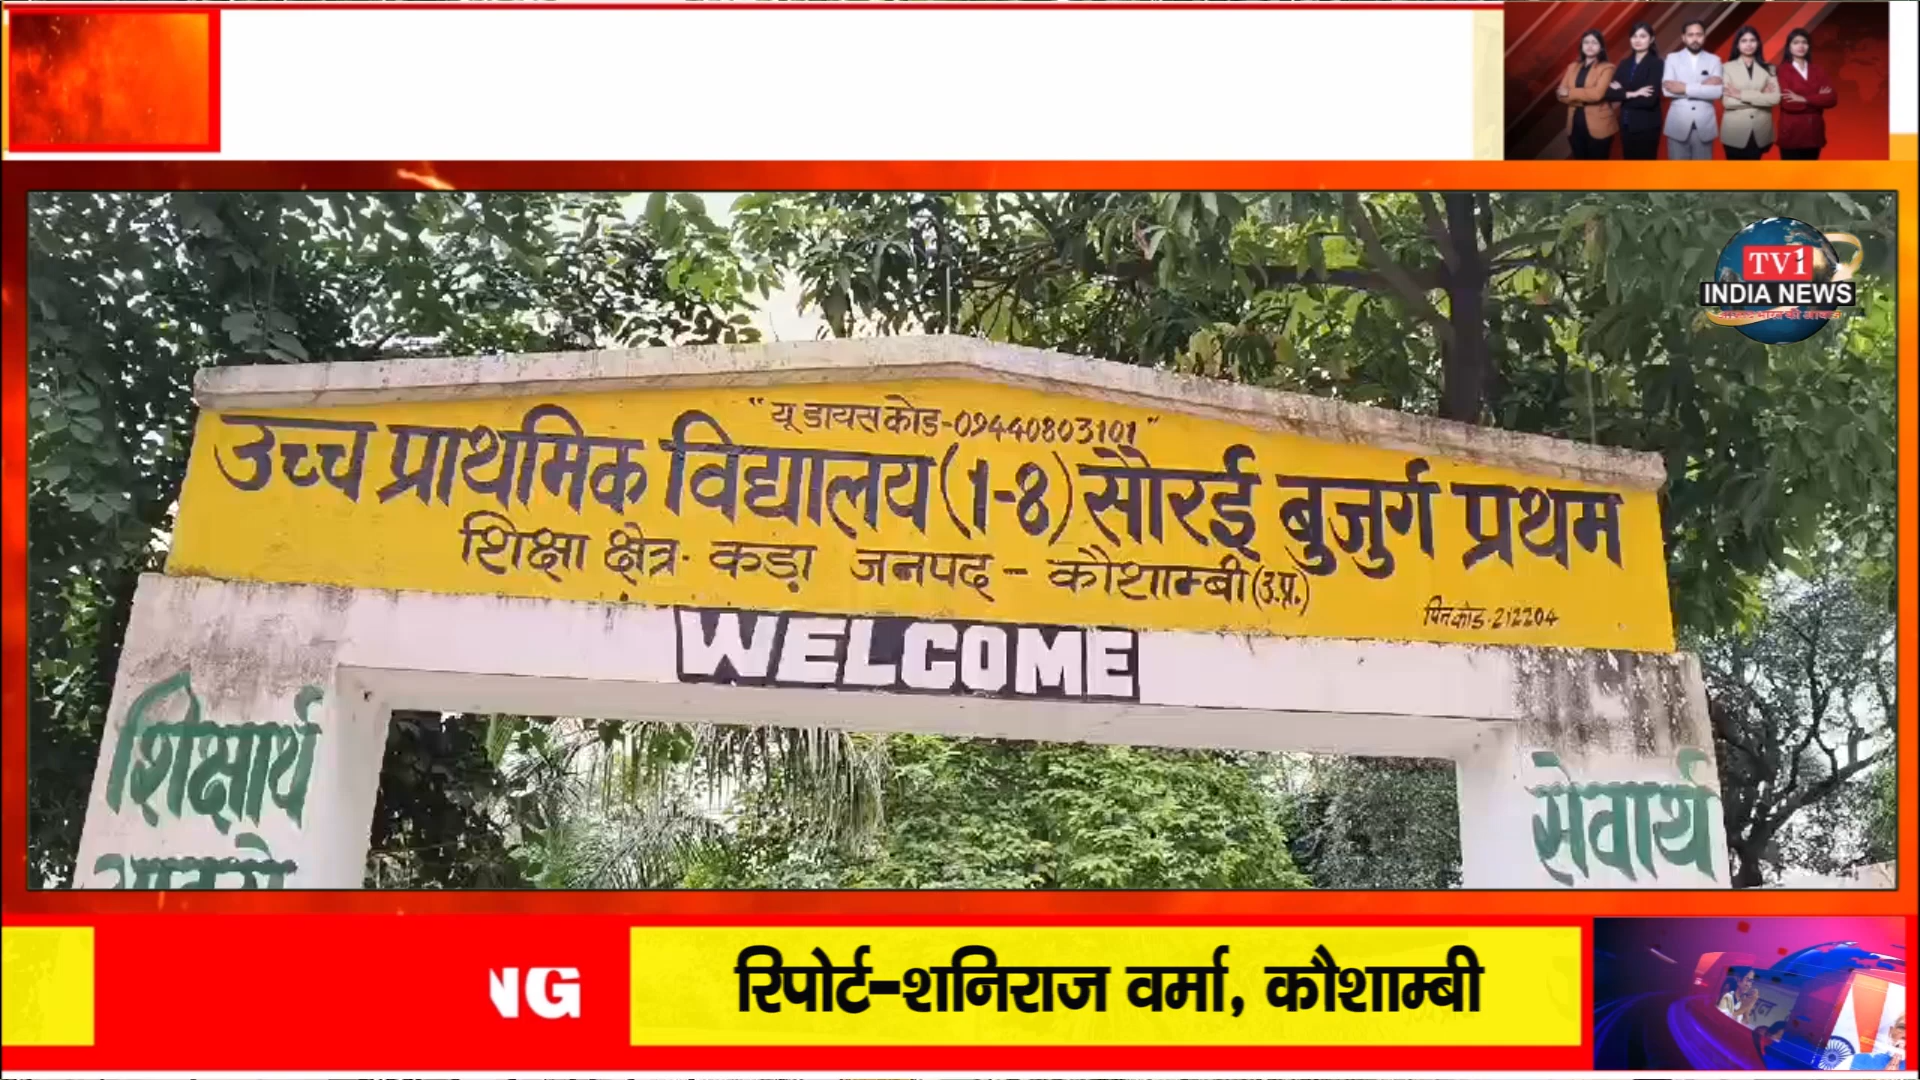 TV1
INDIA NEWS
" यू डायस कोड-09440803101 "
उच्च प्राथमिक विद्यालय (1-8) सौरई बुजुर्ग प्रथम
शिक्षा क्षेत्र- कड़ा जनपद - कौशाम्बी (उ.प्र.)
पिन कोड-212204
WELCOME
शिक्षार्थ
सेवार्थ
NG
रिपोर्ट-शनिराज वर्मा, कौशाम्बी